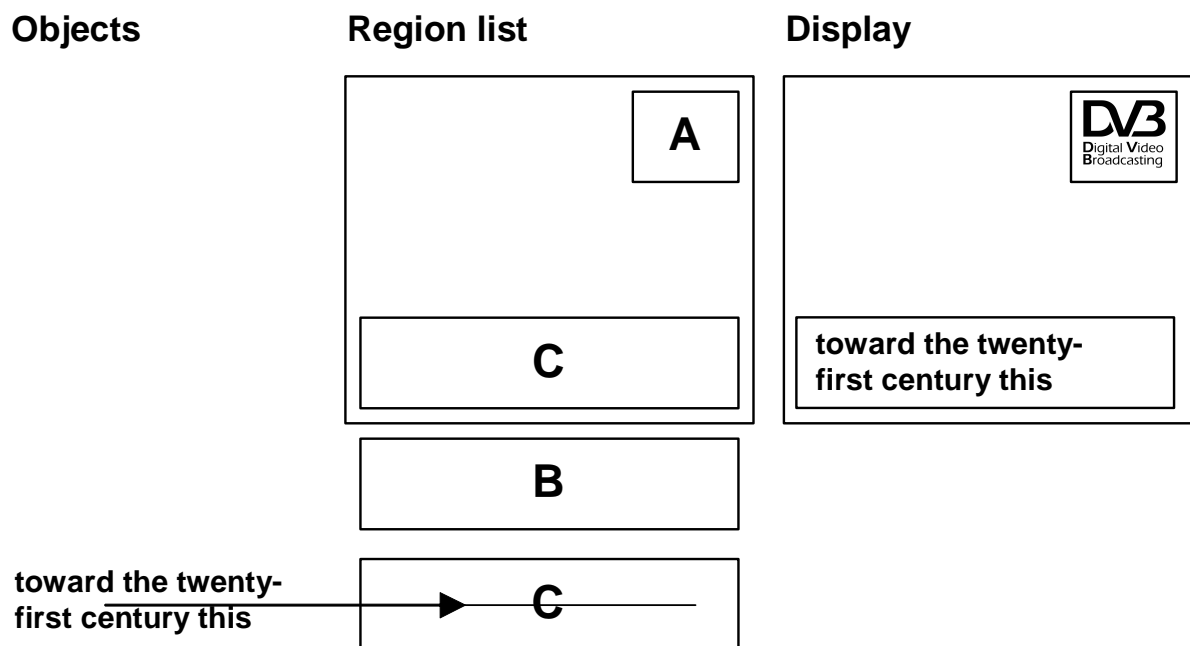 Objects
Region list
Display
A
DVB
Digital Video
Broadcasting
C
toward the twenty-
first century this
B
toward the twenty-
first century this
C